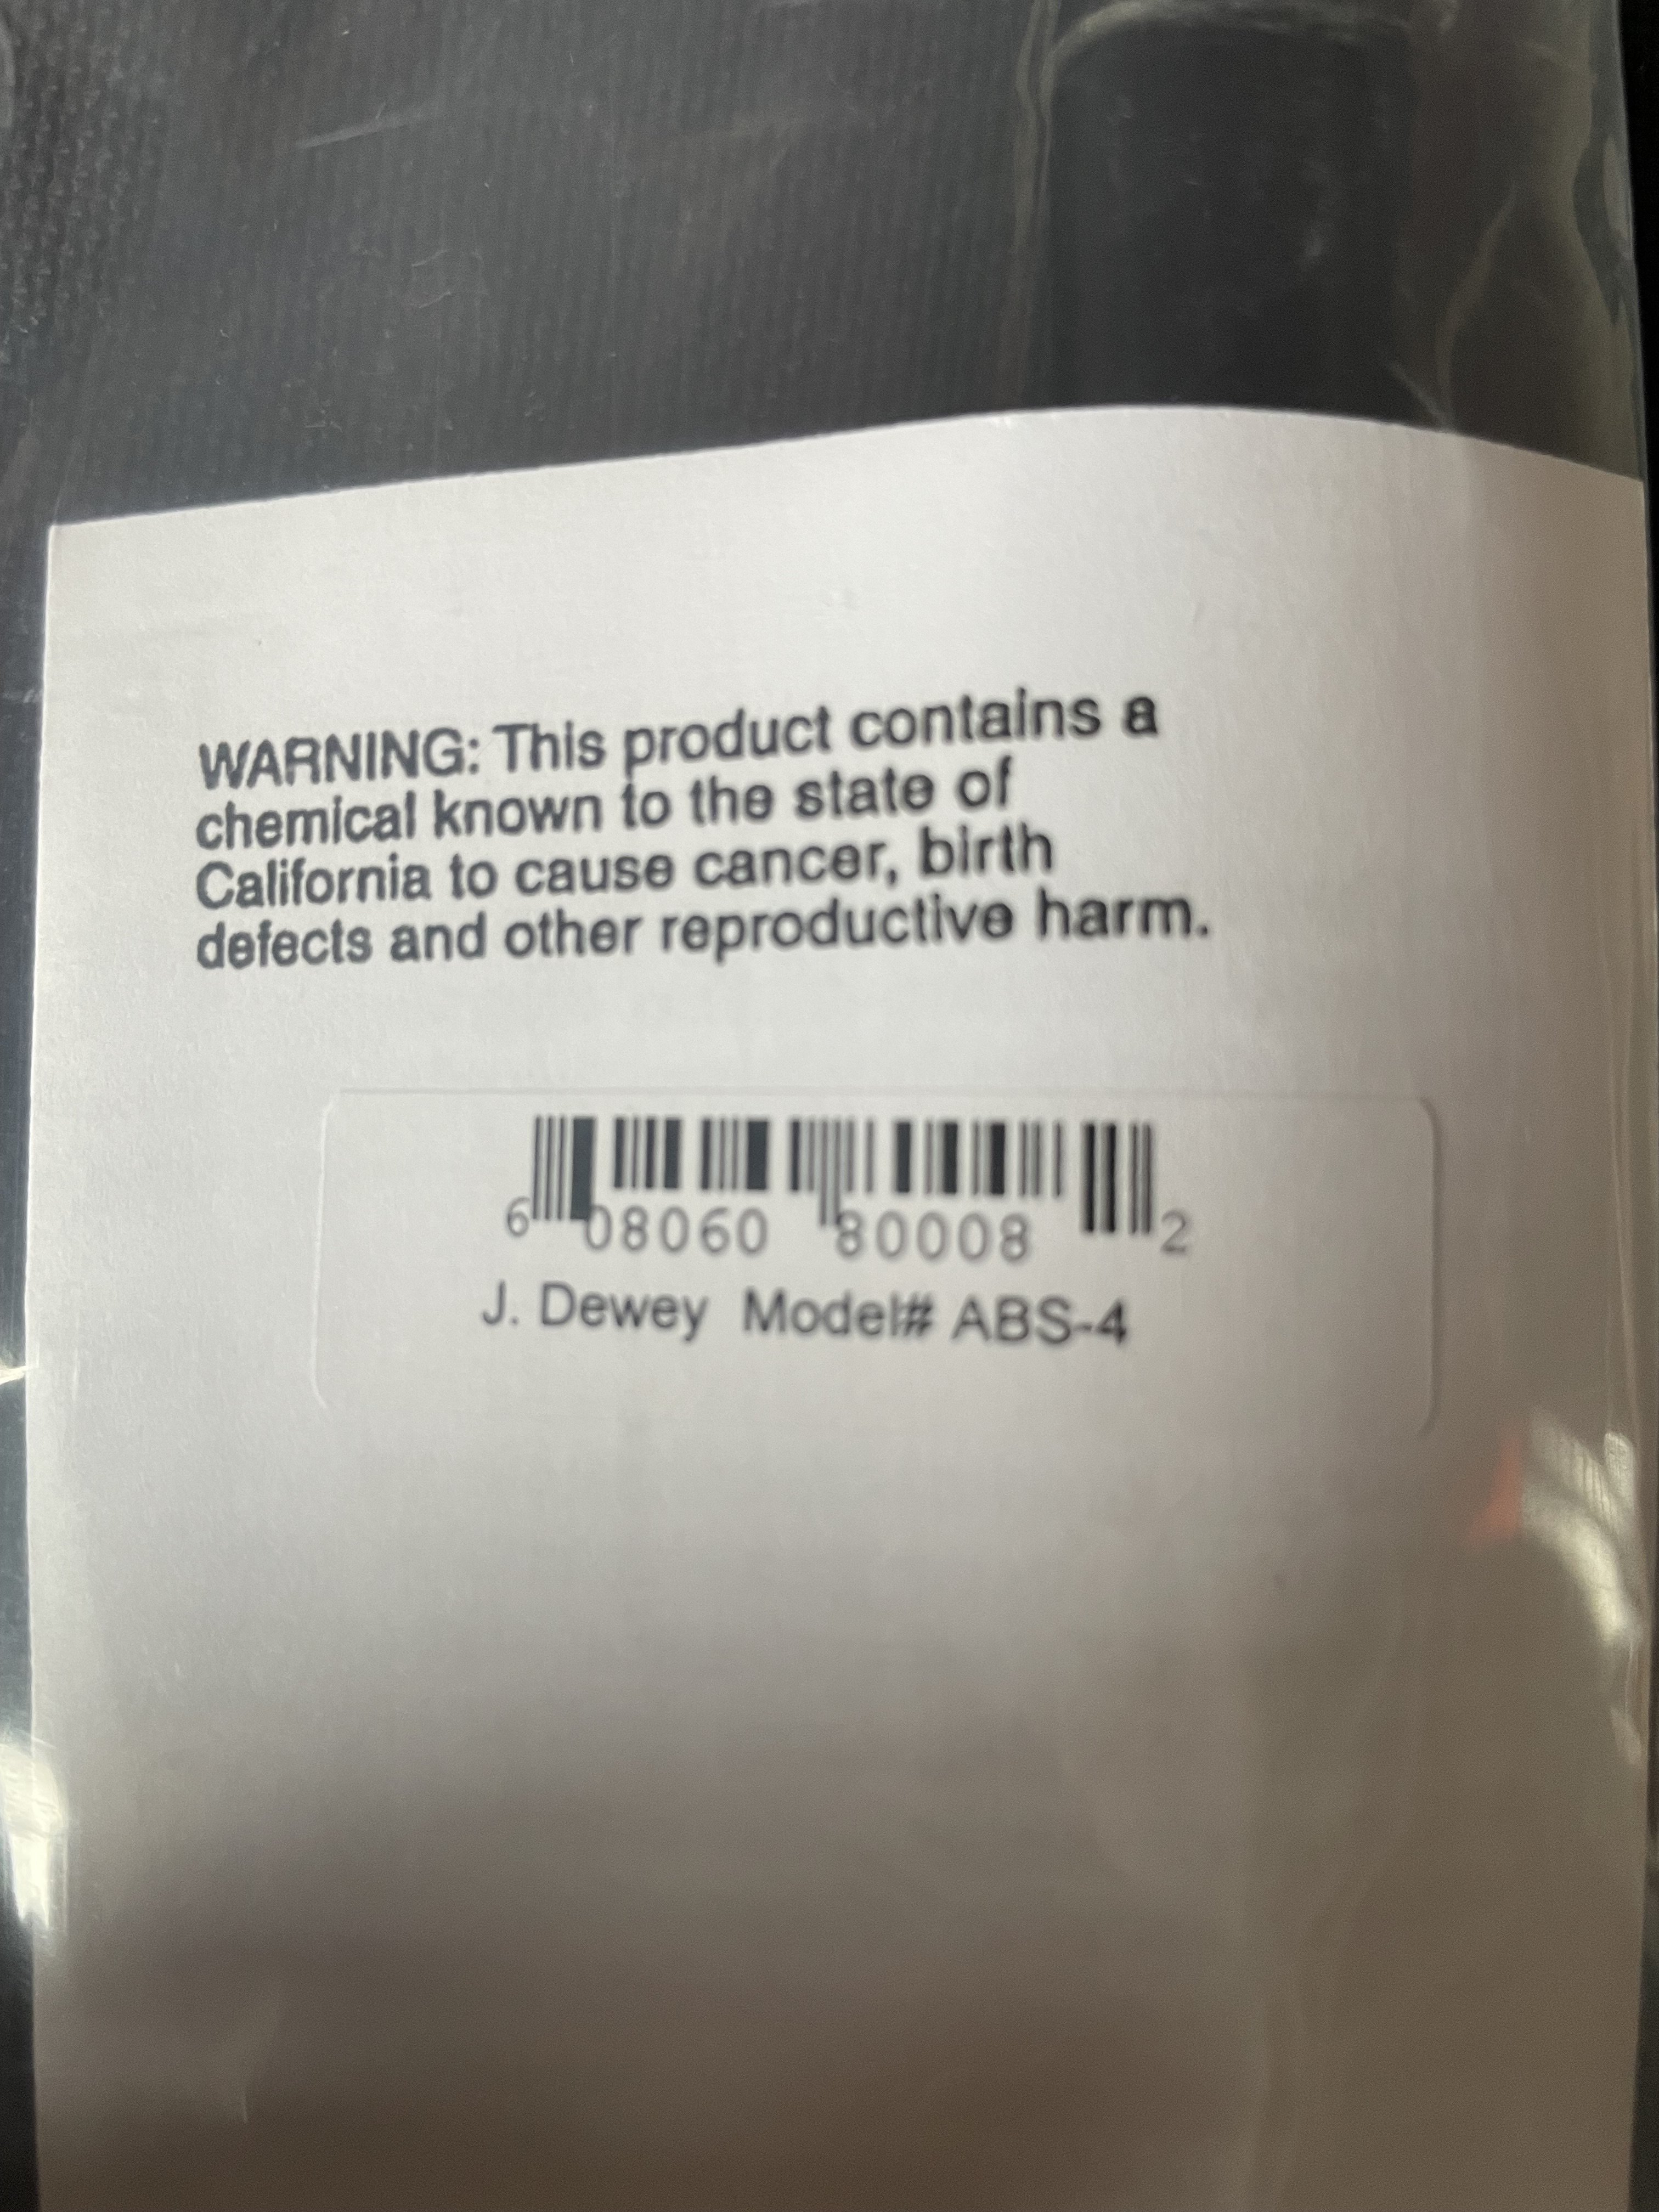 WARNING: This product contains a
chemical known to the state of
California to cause cancer, birth
defects and other reproductive harm.
6 08060 80008 2
J. Dewey Model# ABS-4